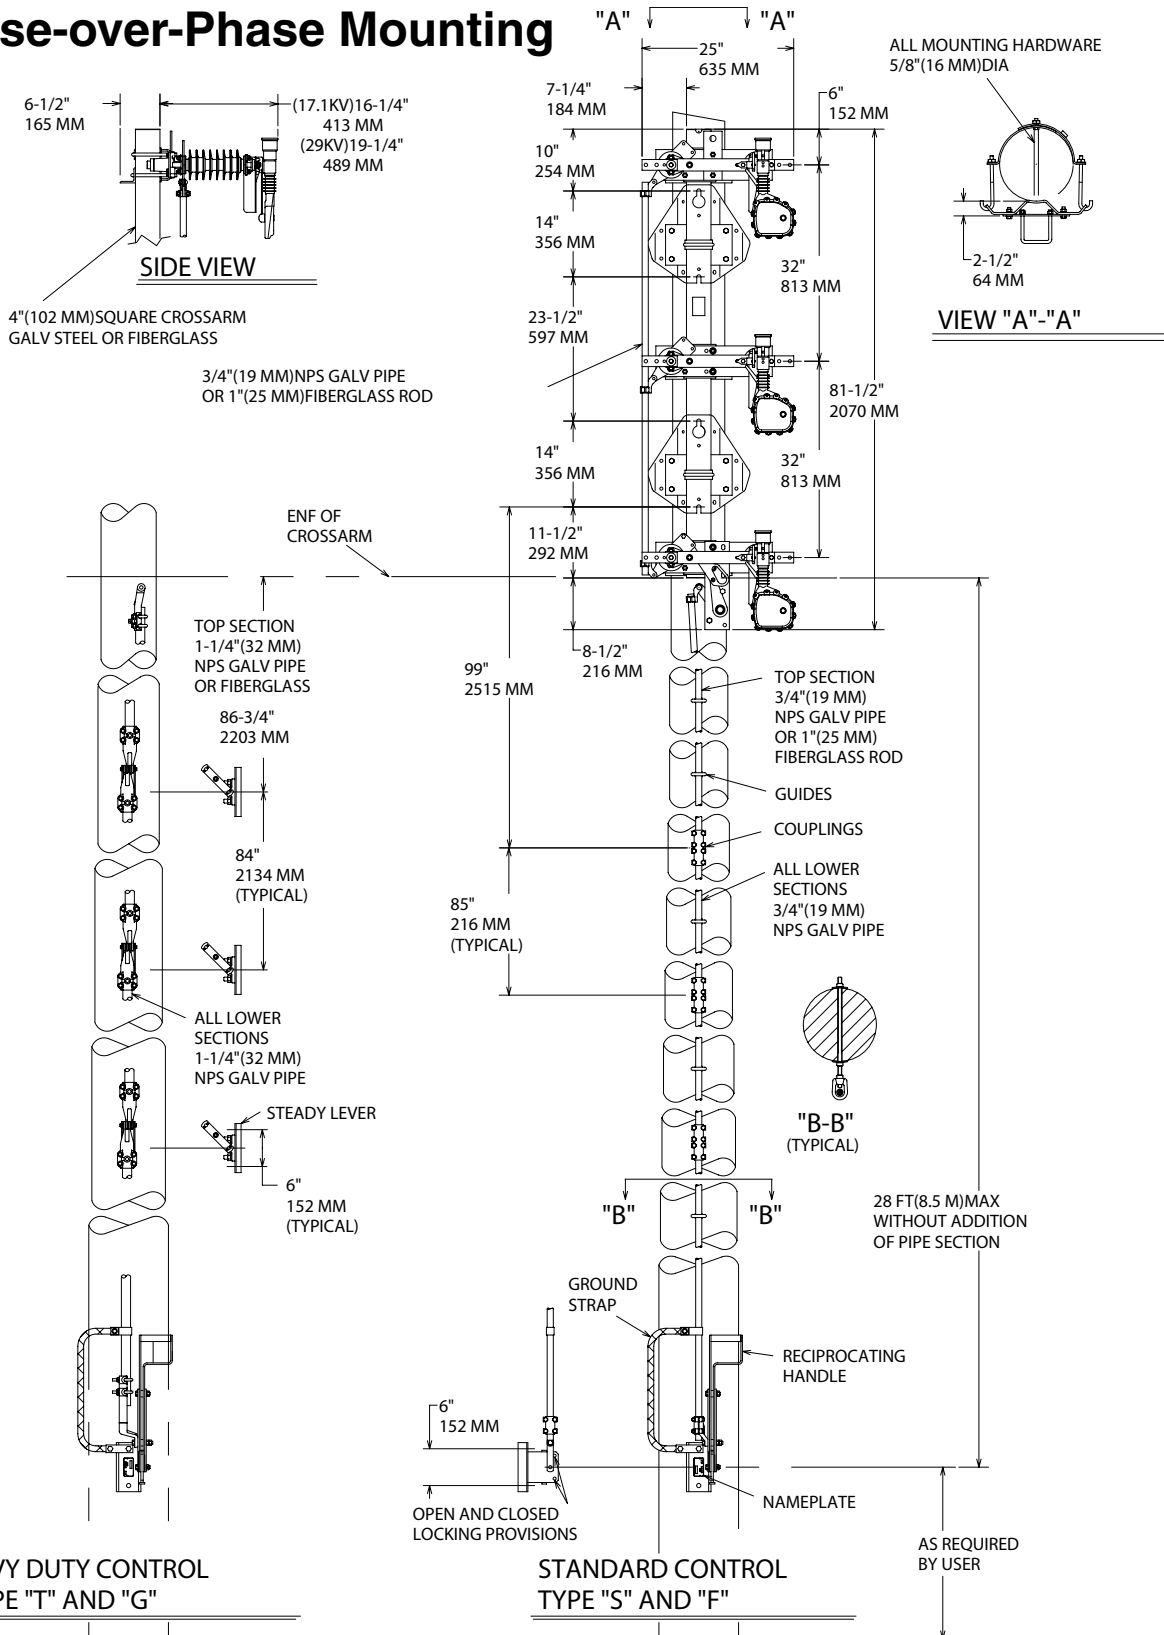 se-over-Phase Mounting
"A" "A"
25"
635 MM
ALL MOUNTING HARDWARE
5/8"(16 MM)DIA
6-1/2"
165 MM
(17.1KV)16-1/4"
413 MM
(29KV)19-1/4"
489 MM
7-1/4"
184 MM
6"
152 MM
10"
254 MM
14"
356 MM
SIDE VIEW
32"
813 MM
2-1/2"
64 MM
VIEW "A"-"A"
4"(102 MM)SQUARE CROSSARM
GALV STEEL OR FIBERGLASS
23-1/2"
597 MM
3/4"(19 MM)NPS GALV PIPE
OR 1"(25 MM)FIBERGLASS ROD
81-1/2"
2070 MM
14"
356 MM
32"
813 MM
ENF OF
CROSSARM
11-1/2"
292 MM
TOP SECTION
1-1/4"(32 MM)
NPS GALV PIPE
OR FIBERGLASS
8-1/2"
216 MM
99"
2515 MM
TOP SECTION
3/4"(19 MM)
NPS GALV PIPE
OR 1"(25 MM)
FIBERGLASS ROD
86-3/4"
2203 MM
GUIDES
COUPLINGS
84"
2134 MM
(TYPICAL)
ALL LOWER
SECTIONS
3/4"(19 MM)
NPS GALV PIPE
85"
216 MM
(TYPICAL)
ALL LOWER
SECTIONS
1-1/4"(32 MM)
NPS GALV PIPE
STEADY LEVER
"B-B"
(TYPICAL)
6"
152 MM
(TYPICAL)
"B" "B"
28 FT(8.5 M)MAX
WITHOUT ADDITION
OF PIPE SECTION
GROUND
STRAP
RECIPROCATING
HANDLE
6"
152 MM
NAMEPLATE
OPEN AND CLOSED
LOCKING PROVISIONS
AS REQUIRED
BY USER
VY DUTY CONTROL
PE "T" AND "G"
STANDARD CONTROL
TYPE "S" AND "F"